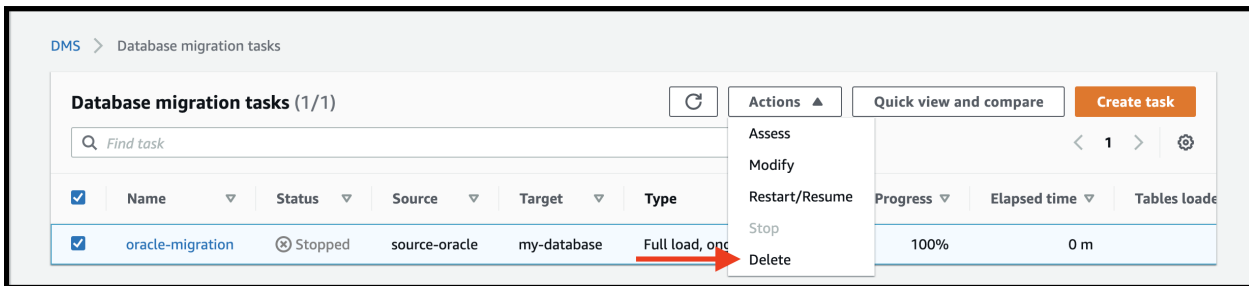 DMS > Database migration tasks
Database migration tasks (1/1)
Actions
Quick view and compare
Create task
Find task
1
Assess
Modify
Restart/Resume
Stop
Delete
Name Status Source Target Type Progress Elapsed time Tables loade
oracle-migration Stopped source-oracle my-database Full load, ong 100% 0 m